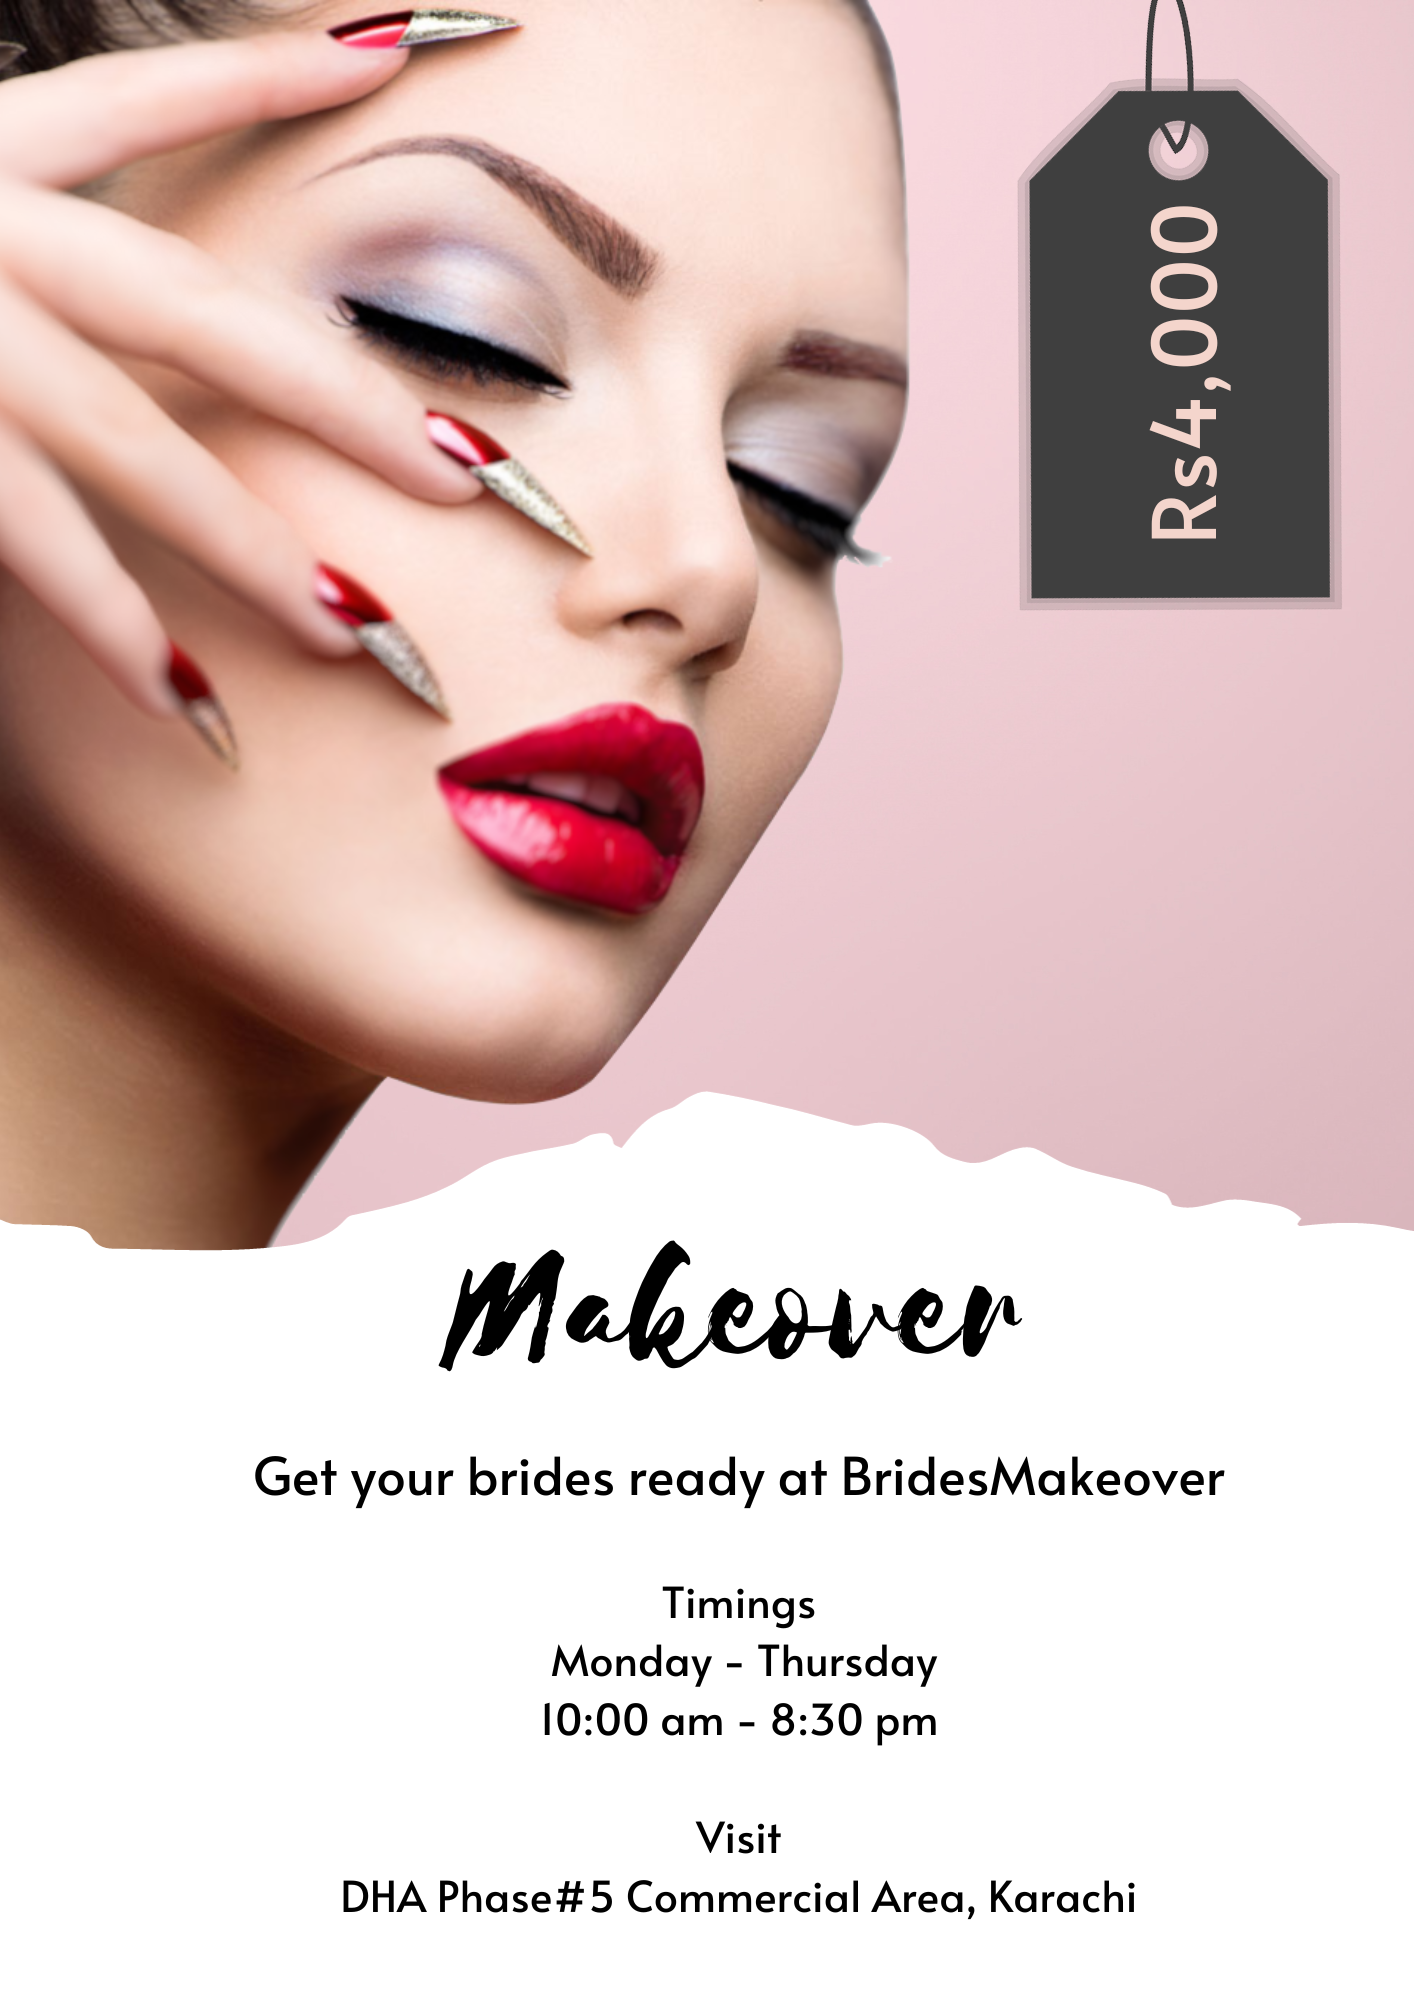 Rs4,000
Makeover
Get your brides ready at BridesMakeover
Timings
Monday - Thursday
10:00 am - 8:30 pm
Visit
DHA Phase#5 Commercial Area, Karachi